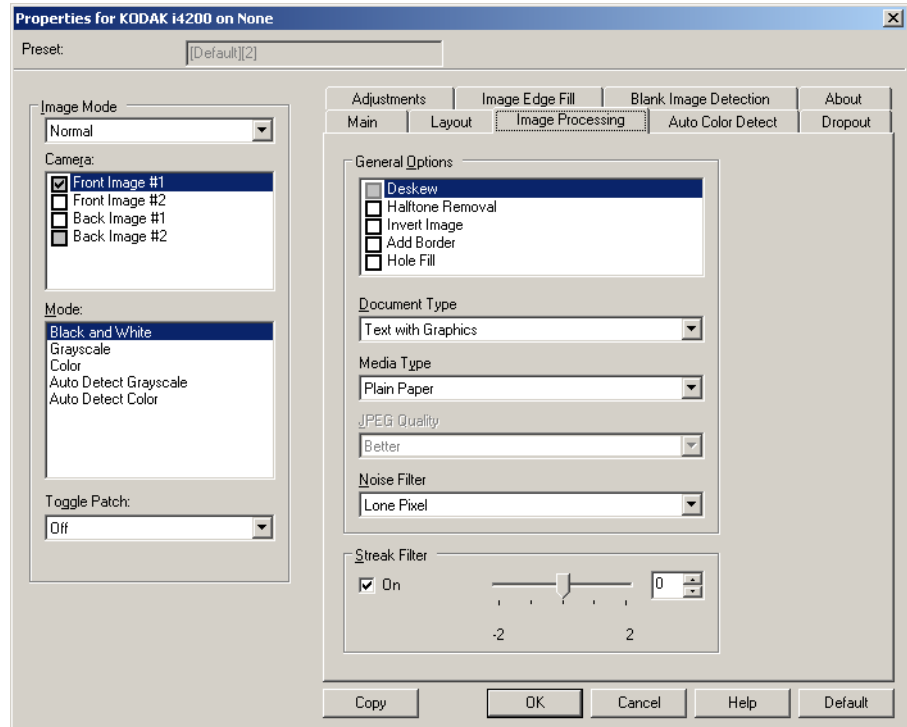 Properties for KODAK i4200 on None
Preset:
[Default][2]
Image Mode
Normal
Camera:
Front Image #1
Front Image #2
Back Image #1
Back Image #2
Mode:
Black and White
Grayscale
Color
Auto Detect Grayscale
Auto Detect Color
Toggle Patch:
Off
Adjustments Image Edge Fill Blank Image Detection About
Main Layout Image Processing Auto Color Detect Dropout
General Options
Deskew
Halftone Removal
Invert Image
Add Border
Hole Fill
Document Type
Text with Graphics
Media Type
Plain Paper
JPEG Quality
Better
Noise Filter
Lone Pixel
Streak Filter
On
0
-2 2
Copy OK Cancel Help Default